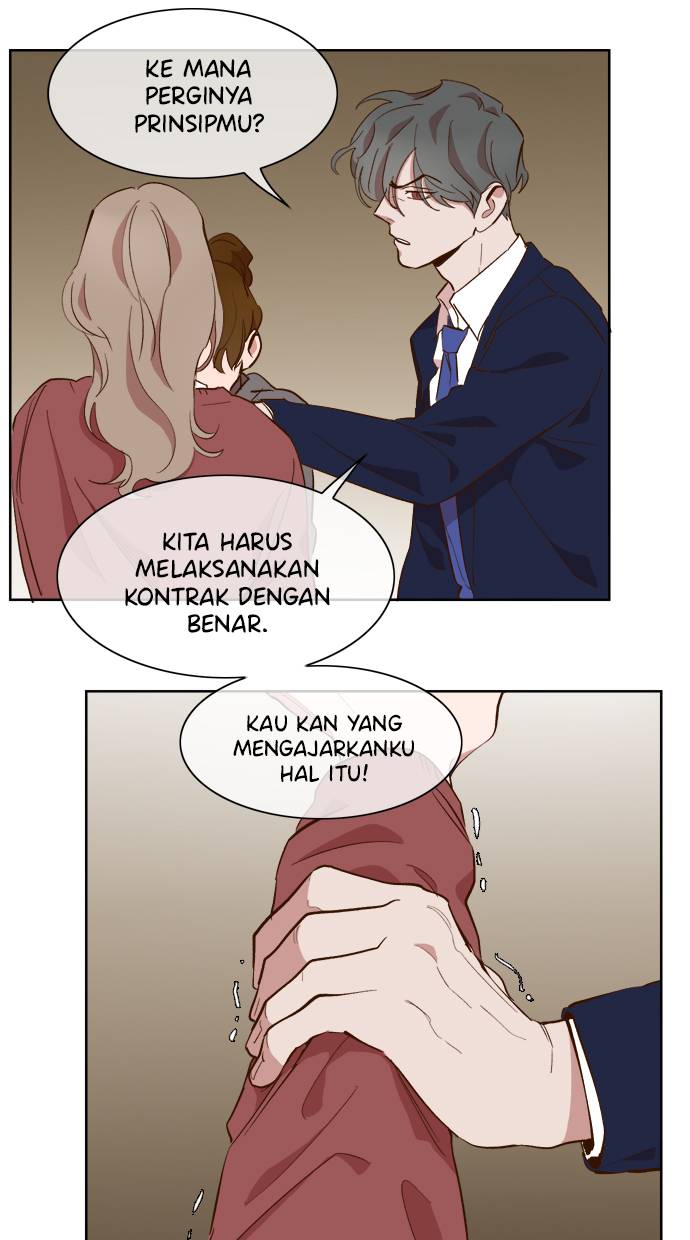 KE MANA
PERGINYA
PRINSIPMU?
KITA HARUS
MELAKSANAKAN
KONTRAK DENGAN
BENAR.
KAU KAN YANG
MENGAJARKANKU
HAL ITU!